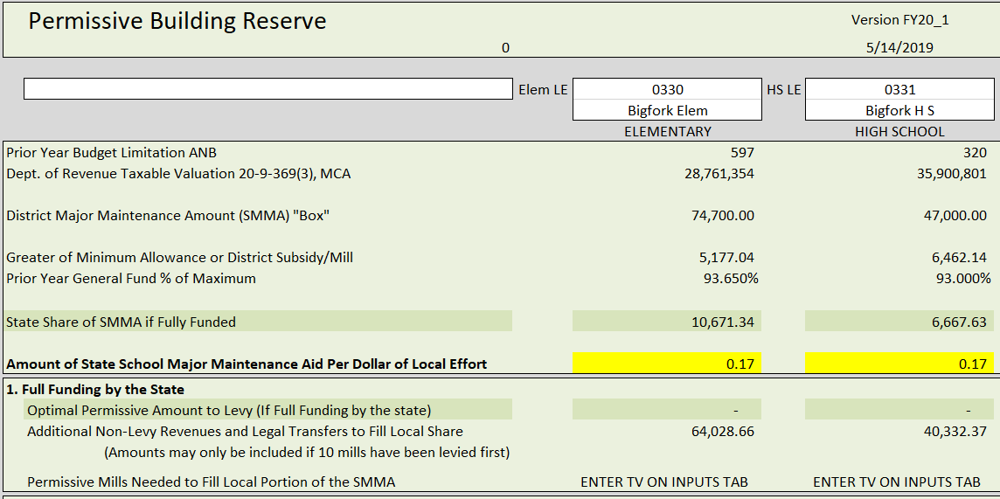 Permissive Building Reserve
Version FY20_1
0 5/14/2019
Elem LE 0330 HS LE 0331
Bigfork Elem Bigfork H S
ELEMENTARY HIGH SCHOOL
Prior Year Budget Limitation ANB 597 320
Dept. of Revenue Taxable Valuation 20-9-369(3), MCA 28,761,354 35,900,801
District Major Maintenance Amount (SMMA) "Box" 74,700.00 47,000.00
Greater of Minimum Allowance or District Subsidy/Mill 5,177.04 6,462.14
Prior Year General Fund % of Maximum 93.650% 93.000%
State Share of SMMA if Fully Funded 10,671.34 6,667.63
Amount of State School Major Maintenance Aid Per Dollar of Local Effort 0.17 0.17
1. Full Funding by the State
Optimal Permissive Amount to Levy (If Full Funding by the state) - -
Additional Non-Levy Revenues and Legal Transfers to Fill Local Share 64,028.66 40,332.37
(Amounts may only be included if 10 mills have been levied first)
Permissive Mills Needed to Fill Local Portion of the SMMA ENTER TV ON INPUTS TAB ENTER TV ON INPUTS TAB